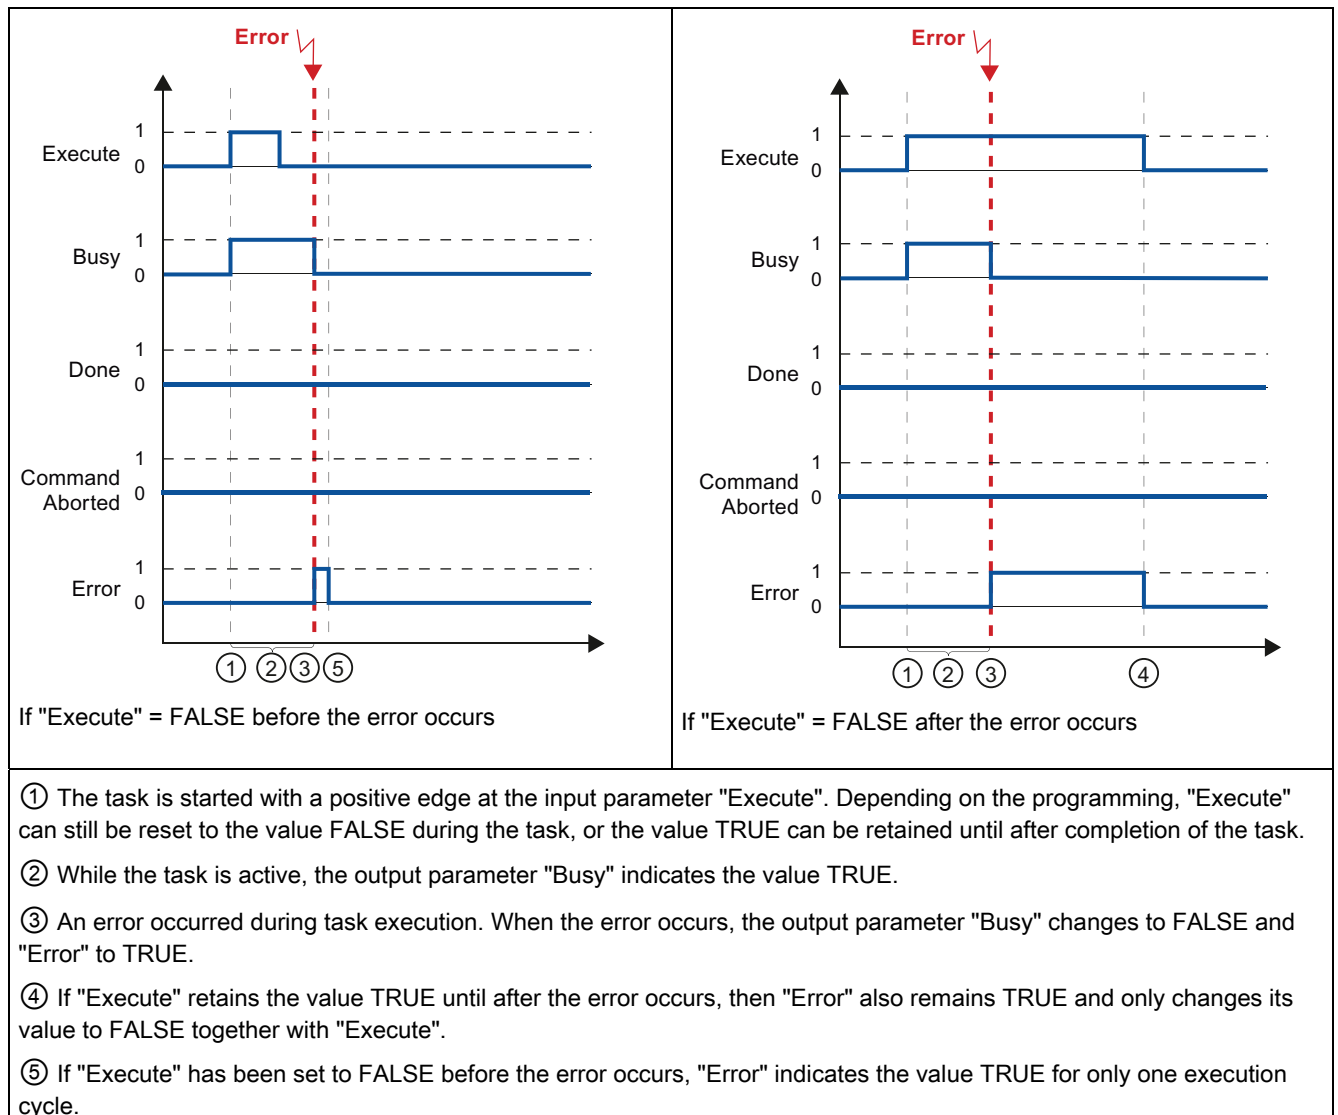 Error
1
Execute
0
1
Busy
0
1
Done
0
1
Command
0
Aborted
1
Error
0
① ② ③ ⑤
If "Execute" = FALSE before the error occurs
Error
1
Execute
0
1
Busy
0
1
Done
0
1
Command
0
Aborted
1
Error
0
① ② ③ ④
If "Execute" = FALSE after the error occurs
① The task is started with a positive edge at the input parameter "Execute". Depending on the programming, "Execute"
can still be reset to the value FALSE during the task, or the value TRUE can be retained until after completion of the task.
② While the task is active, the output parameter "Busy" indicates the value TRUE.
③ An error occurred during task execution. When the error occurs, the output parameter "Busy" changes to FALSE and
"Error" to TRUE.
④ If "Execute" retains the value TRUE until after the error occurs, then "Error" also remains TRUE and only changes its
value to FALSE together with "Execute".
⑤ If "Execute" has been set to FALSE before the error occurs, "Error" indicates the value TRUE for only one execution
cycle.